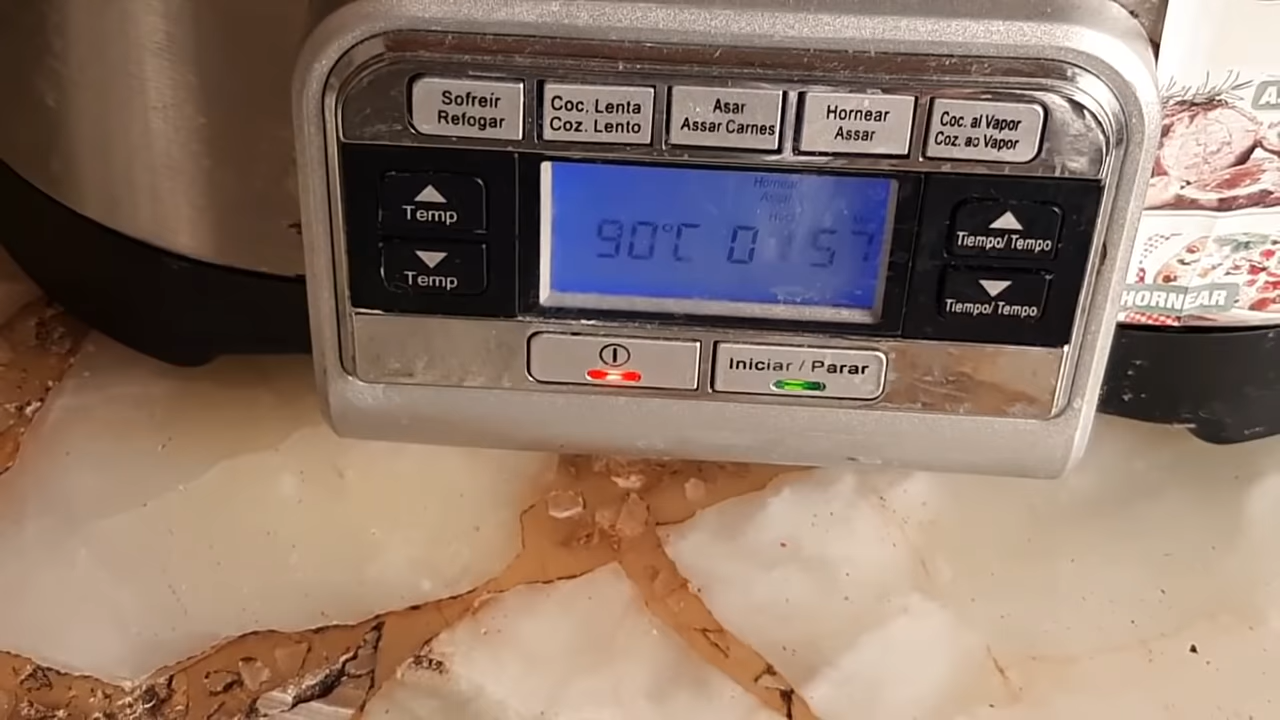 Sofreír
Refogar
Coc. Lenta
Coz. Lento
Asar
Assar Carnes
Hornear
Assar
Coc. al Vapor
Coz. ao Vapor
Temp
Temp
Hornear
Assar
90°C 0 57
Tiempo/ Tempo
Tiempo/ Tempo
Iniciar / Parar
HORNEAR